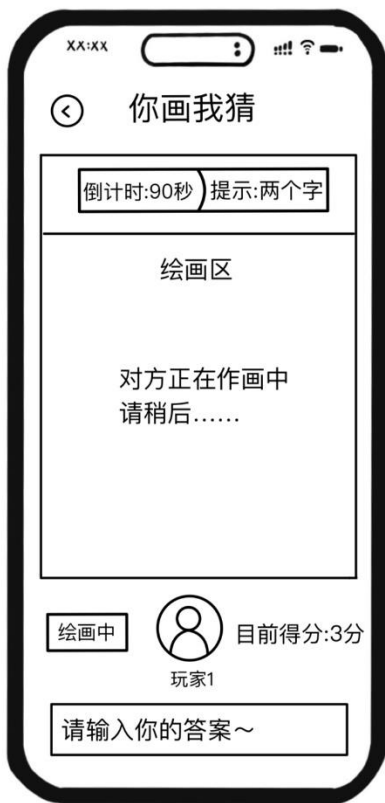 XX:XX
你画我猜
倒计时:90秒 提示:两个字
绘画区
对方正在作画中
请稍后……
绘画中
目前得分:3分
玩家1
请输入你的答案～